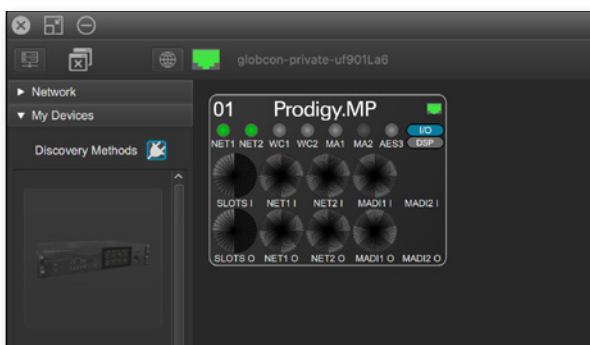 globcon-private-uf901La6
Network
My Devices
Discovery Methods
01 Prodigy.MP
I/O
NET1 NET2 WC1 WC2 MA1 MA2 AES3 DSP
SLOTS I NET1 I NET2 I MADI1 I MADI2 I
SLOTS O NET1 O NET2 O MADI1 O MADI2 O